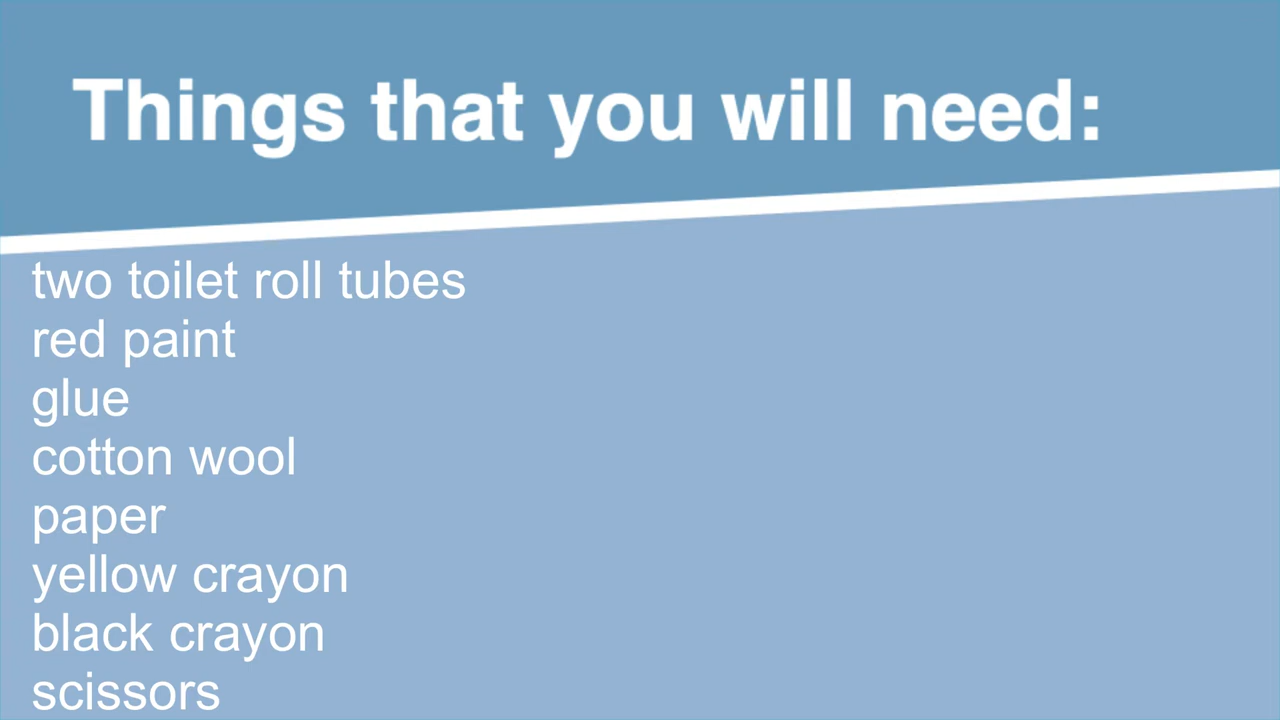 Things that you will need:
two toilet roll tubes
red paint
glue
cotton wool
paper
yellow crayon
black crayon
scissors